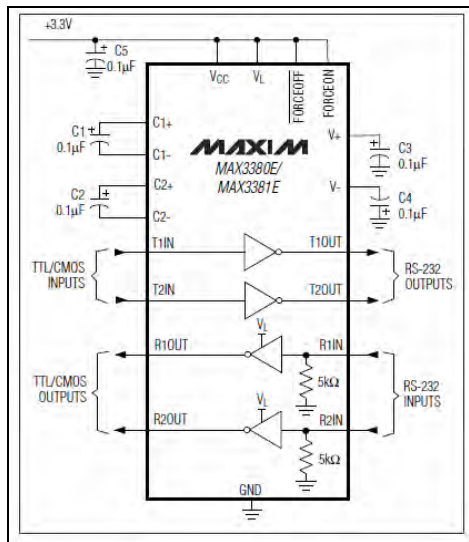 +3.3V
C5
0.1µF
VCC
VL
FORCEOFF
FORCEON
C1+
C1
0.1µF
C1-
MAXIM
MAX3380E/
MAX3381E
V+
C3
0.1µF
C2+
C2
0.1µF
C2-
V-
C4
0.1µF
TTL/CMOS
INPUTS
T1IN
T1OUT
T2IN
T2OUT
RS-232
OUTPUTS
TTL/CMOS
OUTPUTS
R1OUT
VL
R1IN
5kΩ
R2OUT
VL
R2IN
5kΩ
RS-232
INPUTS
GND